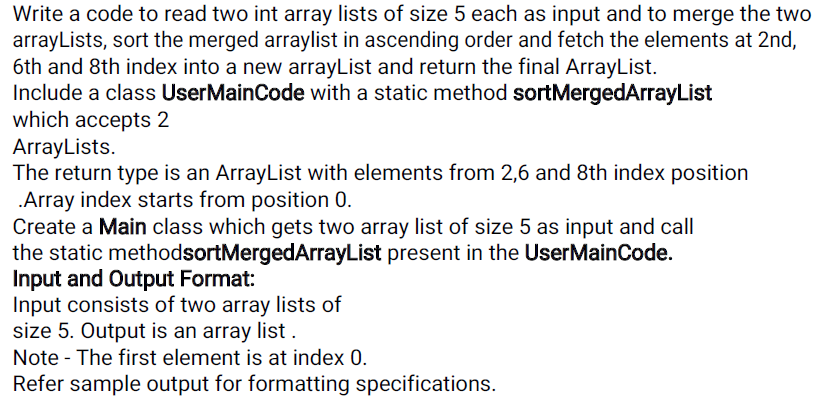 Write a code to read two int array lists of size 5 each as input and to merge the two
arrayLists, sort the merged arraylist in ascending order and fetch the elements at 2nd,
6th and 8th index into a new arrayList and return the final ArrayList.
Include a class UserMainCode with a static method sortMergedArrayList
which accepts 2
ArrayLists.
The return type is an ArrayList with elements from 2,6 and 8th index position
.Array index starts from position 0.
Create a Main class which gets two array list of size 5 as input and call
the static methodsortMergedArrayList present in the UserMainCode.
Input and Output Format:
Input consists of two array lists of
size 5. Output is an array list .
Note - The first element is at index 0.
Refer sample output for formatting specifications.